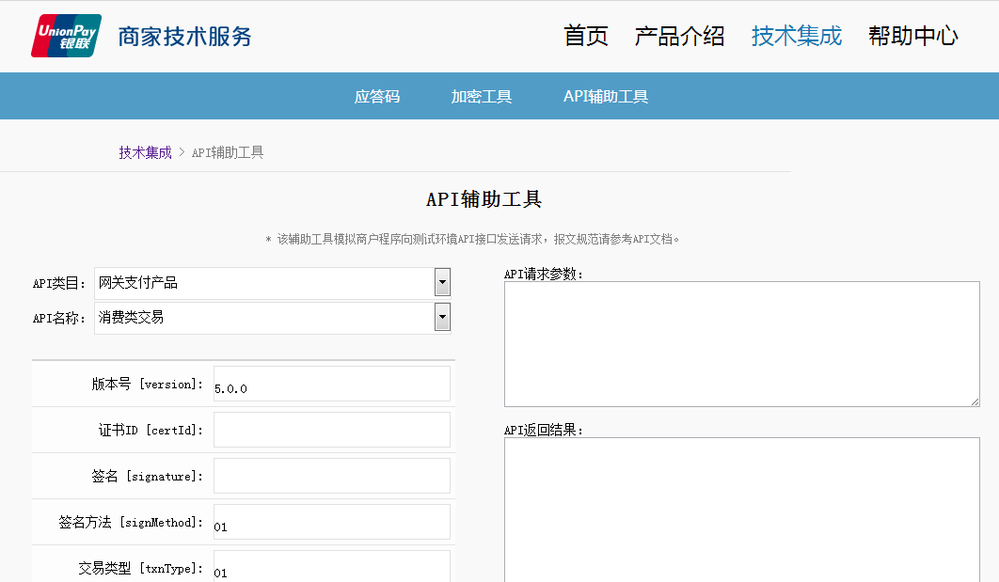 UnionPay 银联 商家技术服务 首页 产品介绍 技术集成 帮助中心
应答码 加密工具 API辅助工具
技术集成 > API辅助工具
API辅助工具
* 该辅助工具模拟商户程序向测试环境API接口发送请求，报文规范请参考API文档。
API类目： 网关支付产品
API名称： 消费类交易
版本号 [version]: 5.0.0
证书ID [certId]:
签名 [signature]:
签名方法 [signMethod]: 01
交易类型 [txnType]: 01
API请求参数：
API返回结果：